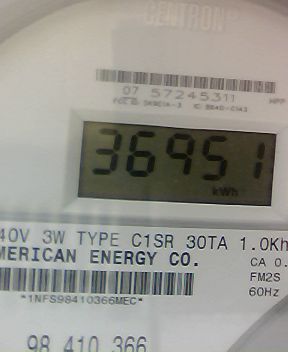 CENTRON
07 57245311
HPP
36951
kWh
40V 3W TYPE C1SR 30TA 1.0Kh
MERICAN ENERGY CO.
CA 0.
FM2S
60Hz
*1NFS98410366MEC*
98 410 366